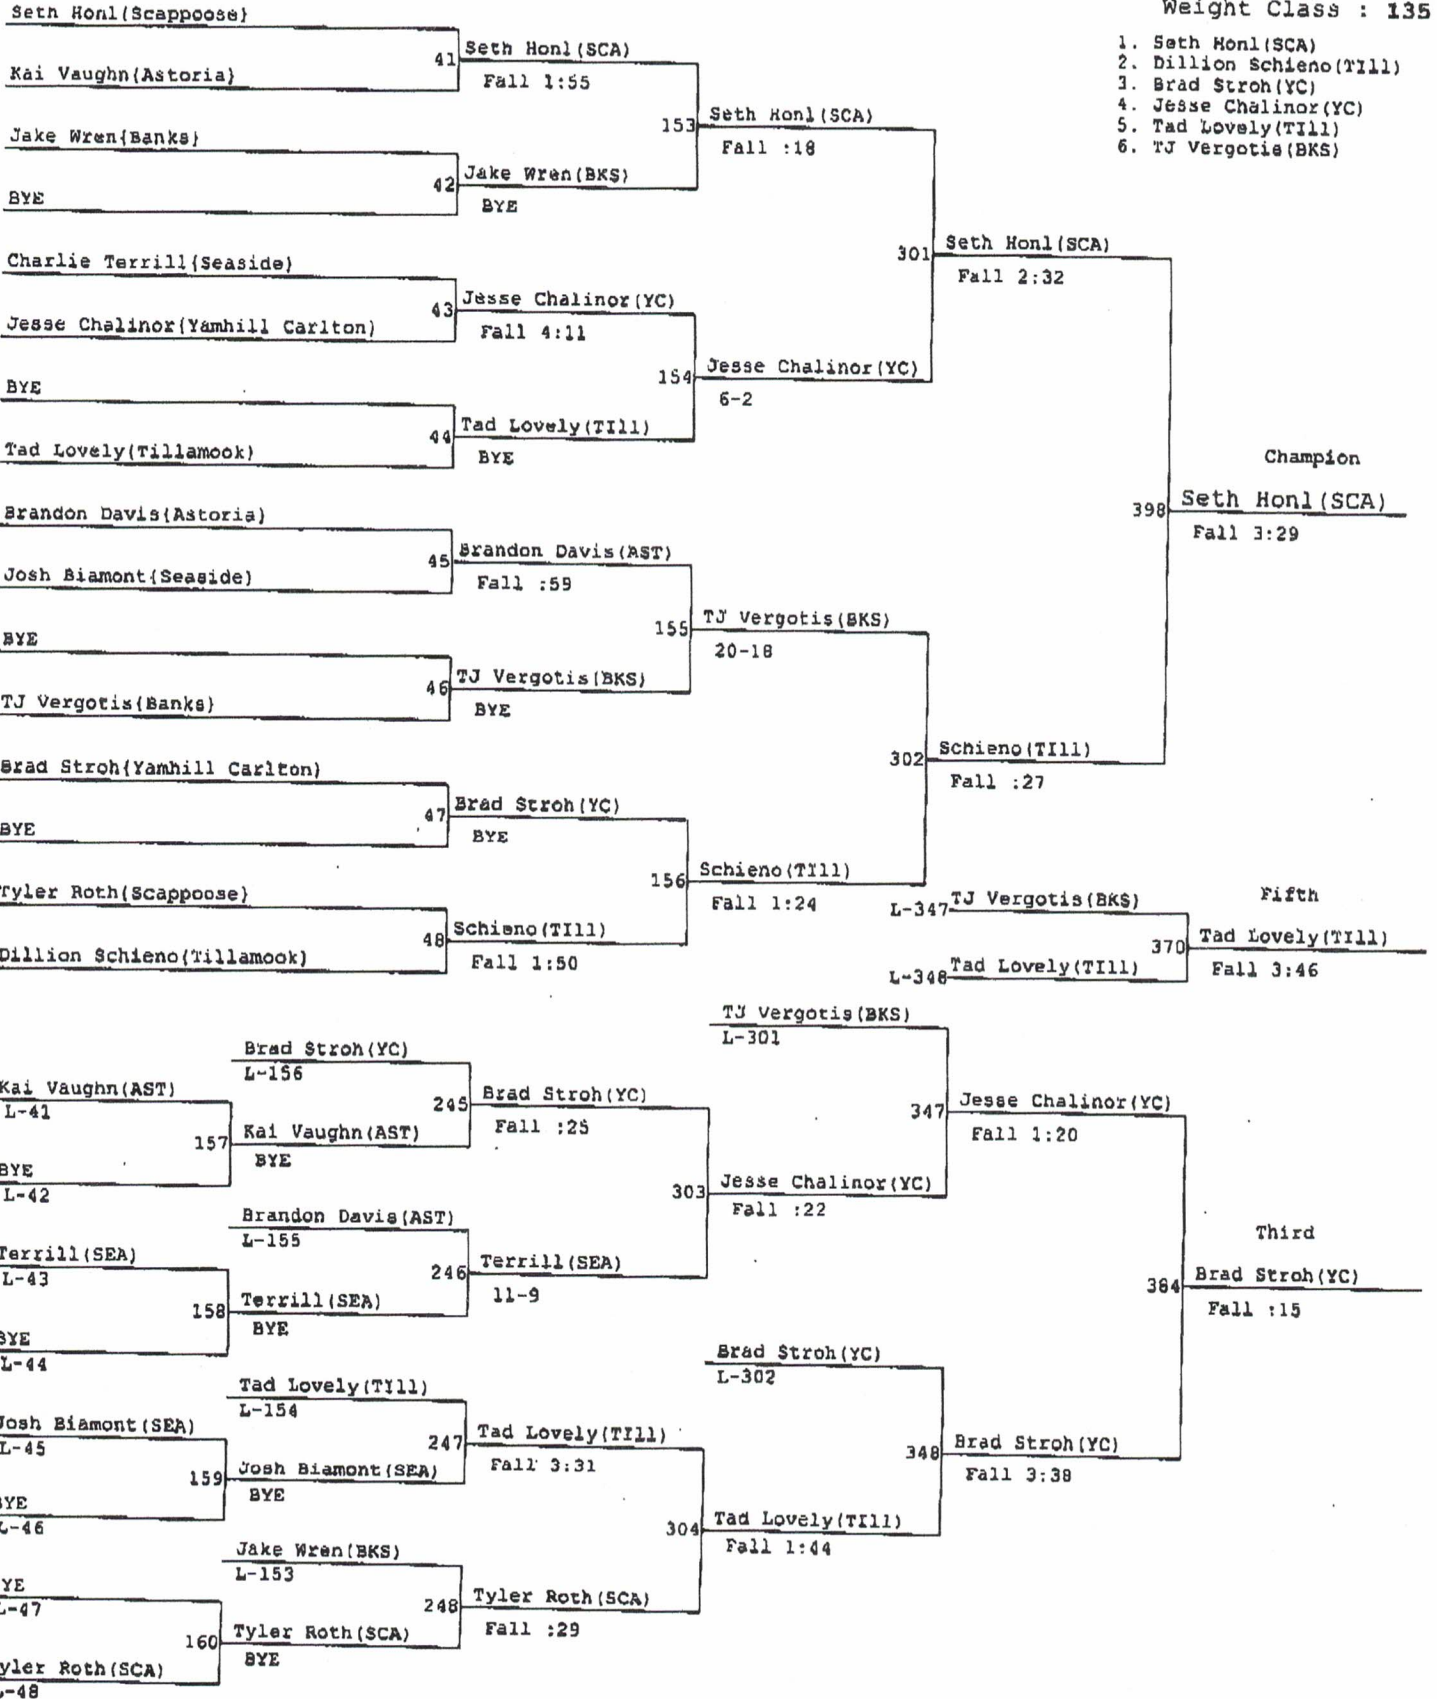 Weight Class : 135
1. Seth Honl(SCA)
2. Dillion Schieno(TIll)
3. Brad Stroh(YC)
4. Jesse Chalinor(YC)
5. Tad Lovely(TIll)
6. TJ Vergotis(BKS)
Seth Honl{Scappoose}
41 Seth Honl(SCA)
Kai Vaughn{Astoria}
Fall 1:55
153 Seth Honl(SCA)
Fall :18
Jake Wren{Banks}
42 Jake Wren(BKS)
BYE
BYE
301 Seth Honl(SCA)
Fall 2:32
Charlie Terrill{Seaside}
43 Jesse Chalinor(YC)
Jesse Chalinor{Yamhill Carlton)
Fall 4:11
154 Jesse Chalinor(YC)
6-2
BYE
44 Tad Lovely(TIll)
Tad Lovely(Tillamook)
BYE
Champion
398 Seth Honl(SCA)
Fall 3:29
Brandon Davis{Astoria)
45 Brandon Davis(AST)
Josh Biamont{Seaside)
Fall :59
155 TJ Vergotis(BKS)
20-18
BYE
46 TJ Vergotis(BKS)
TJ Vergotis{Banks}
BYE
302 Schieno(TIll)
Fall :27
Brad Stroh{Yamhill Carlton)
47 Brad Stroh(YC)
BYE
BYE
156 Schieno(TIll)
Fall 1:24
Tyler Roth{Scappoose}
48 Schieno(TIll)
Dillion Schieno(Tillamook)
Fall 1:50
Fifth
L-347 TJ Vergotis(BKS)
370 Tad Lovely(TIll)
L-348 Tad Lovely(TIll)
Fall 3:46
TJ Vergotis(BKS)
L-301
Brad Stroh(YC)
L-156
Kai Vaughn(AST)
L-41
245 Brad Stroh(YC)
Fall :25
157 Kai Vaughn(AST)
BYE
BYE
L-42
347 Jesse Chalinor(YC)
Fall 1:20
303 Jesse Chalinor(YC)
Fall :22
Brandon Davis(AST)
L-155
Terrill(SEA)
L-43
246 Terrill(SEA)
11-9
158 Terrill(SEA)
BYE
BYE
L-44
Third
384 Brad Stroh(YC)
Fall :15
Brad Stroh(YC)
L-302
Tad Lovely(TIll)
L-154
Josh Biamont(SEA)
L-45
247 Tad Lovely(TIll)
Fall 3:31
159 Josh Biamont(SEA)
BYE
YE
L-46
348 Brad Stroh(YC)
Fall 3:38
304 Tad Lovely(TIll)
Fall 1:44
Jake Wren(BKS)
L-153
YE
L-47
248 Tyler Roth(SCA)
Fall :29
160 Tyler Roth(SCA)
BYE
yler Roth(SCA)
L-48